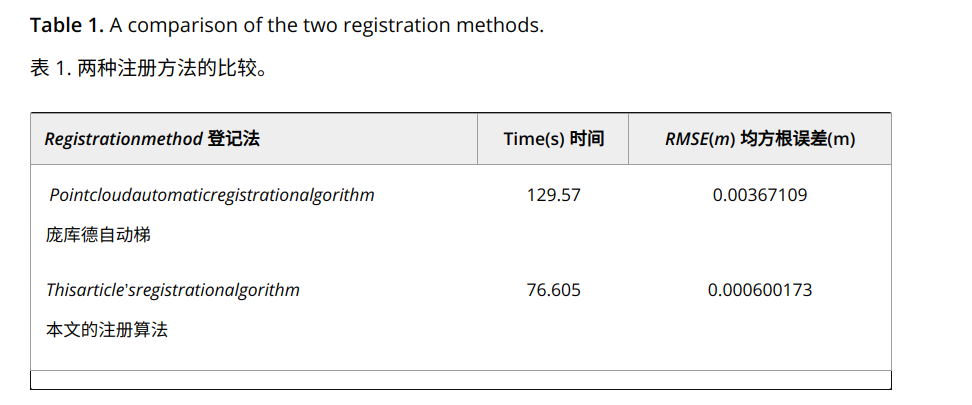 Table 1. A comparison of the two registration methods.
表 1. 两种注册方法的比较。
Registrationmethod 登记法 Time(s) 时间 RMSE(m) 均方根误差(m)
Pointcloudautomaticregistrationalgorithm 129.57 0.00367109
庞库德自动梯
Thisarticle'sregistrationalgorithm 76.605 0.000600173
本文的注册算法